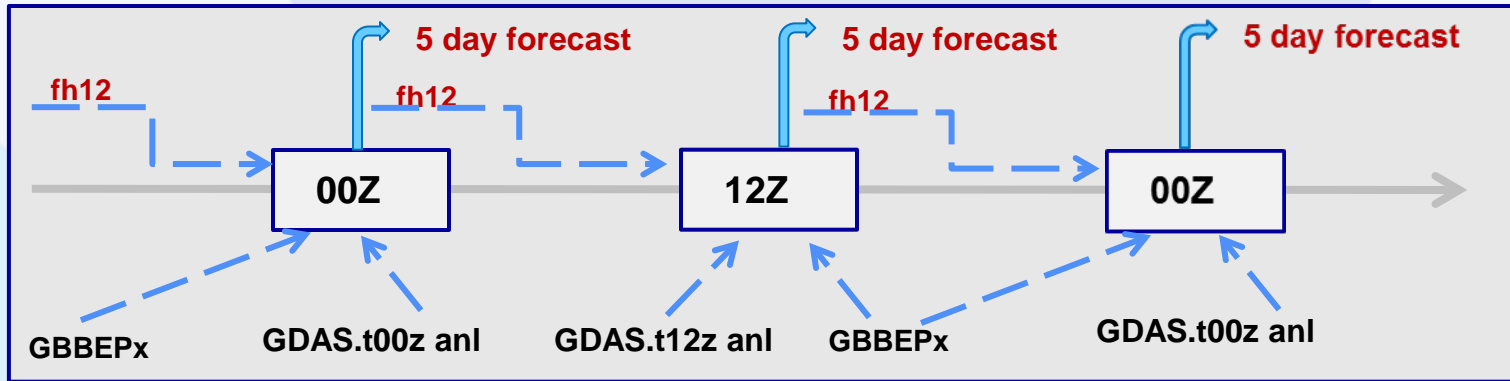 5 day forecast
5 day forecast
5 day forecast
fh12
fh12
fh12
00Z
12Z
00Z
GBBEPx
GDAS.t00z anl
GDAS.t12z anl
GBBEPx
GDAS.t00z anl